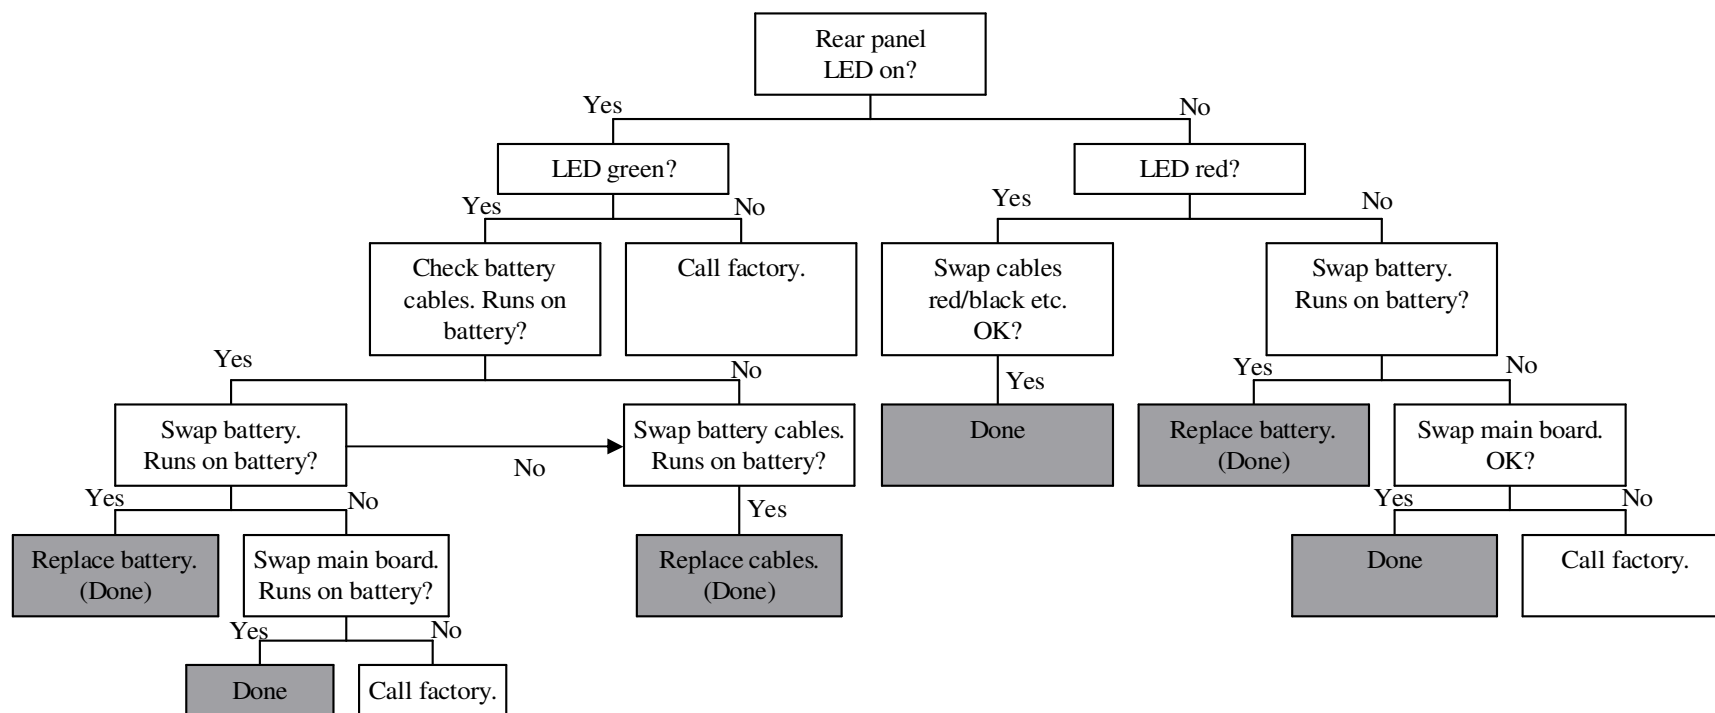 Rear panel
LED on?
Yes
No
LED green?
LED red?
Yes
No
Yes
No
Check battery
cables. Runs on
battery?
Call factory.
Swap cables
red/black etc.
OK?
Swap battery.
Runs on battery?
Yes
No
Yes
Yes
No
Swap battery.
Runs on battery?
No
Swap battery cables.
Runs on battery?
Done
Replace battery.
(Done)
Swap main board.
OK?
Yes
No
Yes
Yes
No
Replace battery.
(Done)
Swap main board.
Runs on battery?
Replace cables.
(Done)
Done
Call factory.
Yes
No
Done
Call factory.